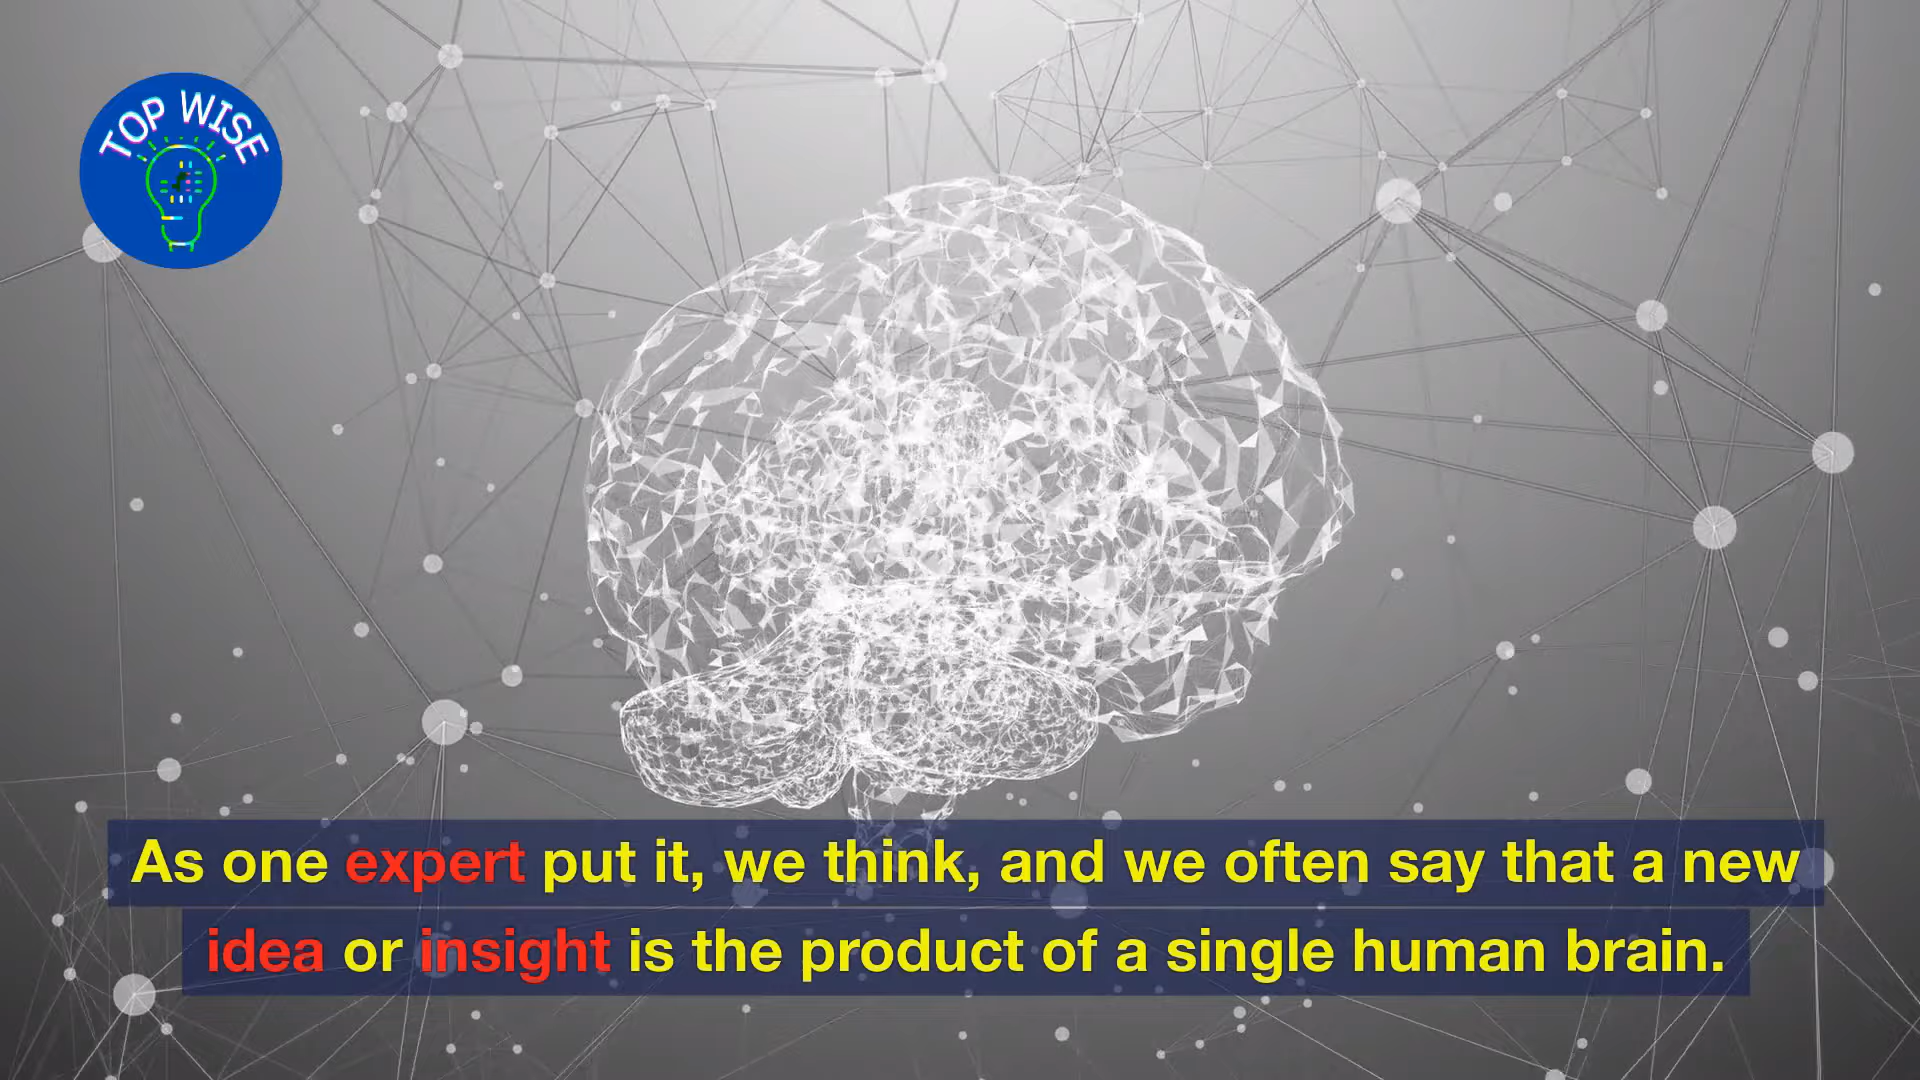 TOP WISE
As one expert put it, we think, and we often say that a new
idea or insight is the product of a single human brain.